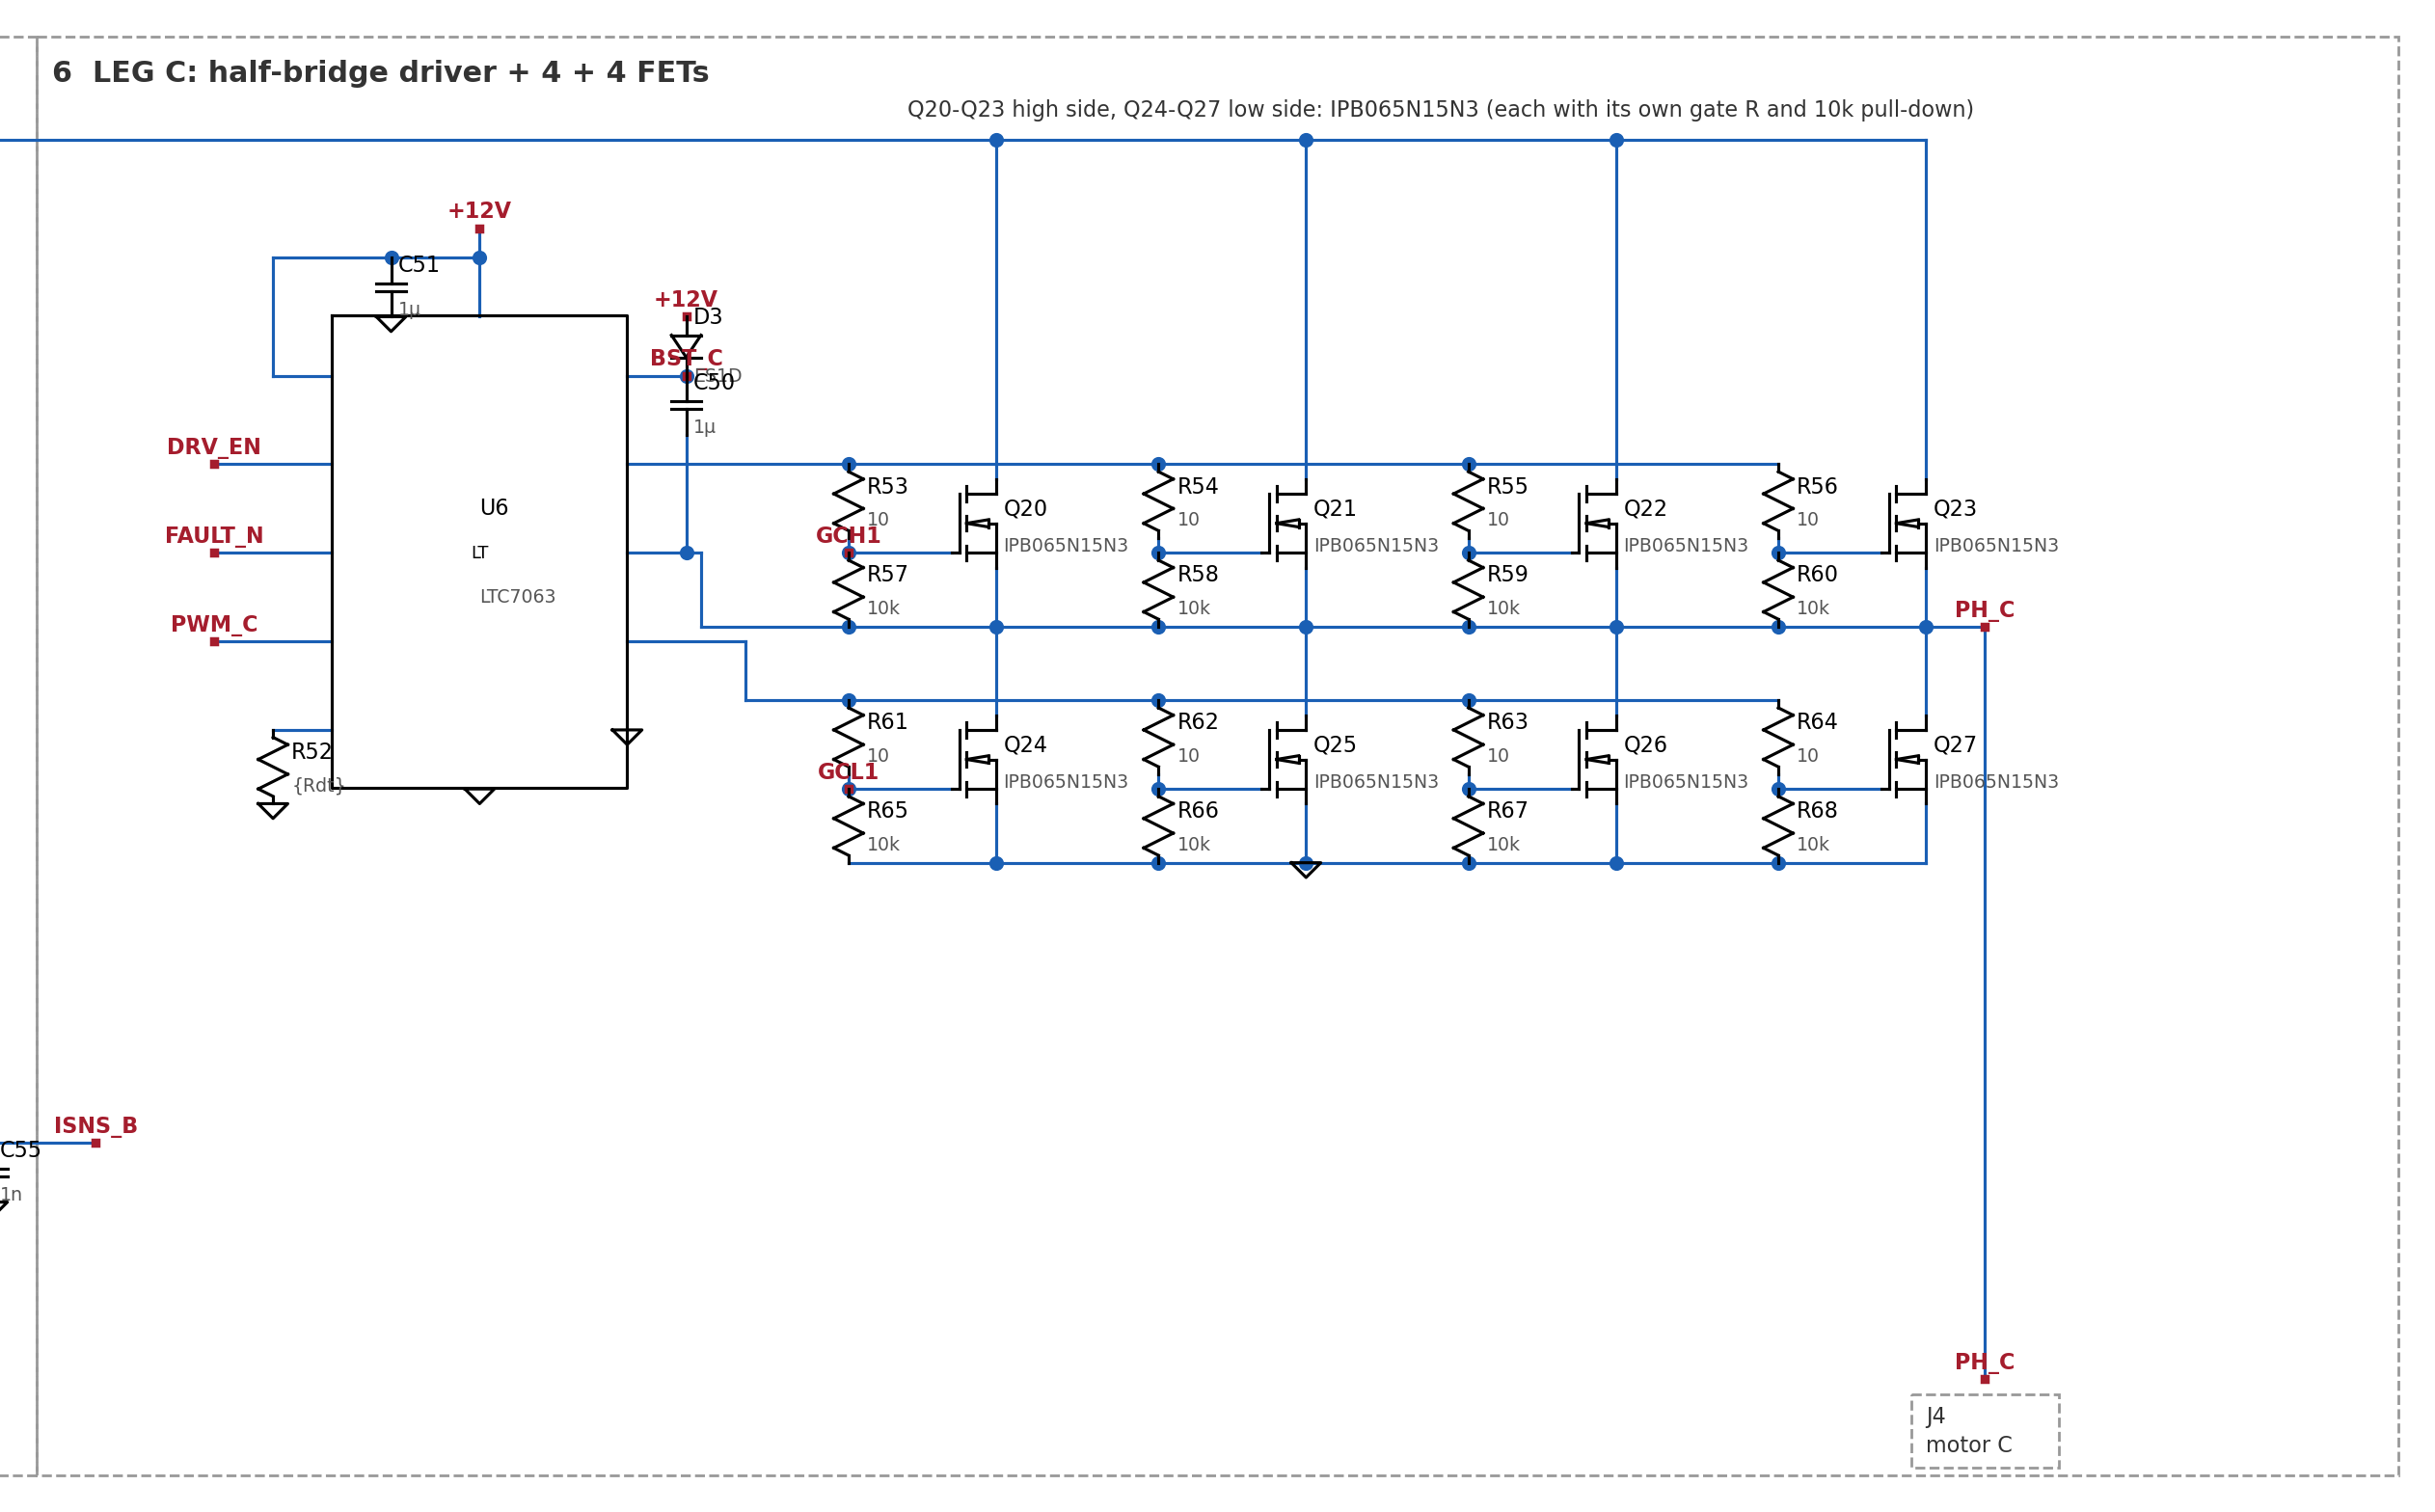 6 LEG C: half-bridge driver + 4 + 4 FETs
Q20-Q23 high side, Q24-Q27 low side: IPB065N15N3 (each with its own gate R and 10k pull-down)
+12V
C51
1µ
+12V
D3
BST_C
ES1D
C50
1µ
DRV_EN
FAULT_N
PWM_C
U6
LT
LTC7063
R52
{Rdt}
R53
10
GCH1
R57
10k
Q20
IPB065N15N3
R54
10
R58
10k
Q21
IPB065N15N3
R55
10
R59
10k
Q22
IPB065N15N3
R56
10
R60
10k
Q23
IPB065N15N3
PH_C
R61
10
GCL1
R65
10k
Q24
IPB065N15N3
R62
10
R66
10k
Q25
IPB065N15N3
R63
10
R67
10k
Q26
IPB065N15N3
R64
10
R68
10k
Q27
IPB065N15N3
ISNS_B
C55
1n
PH_C
J4
motor C